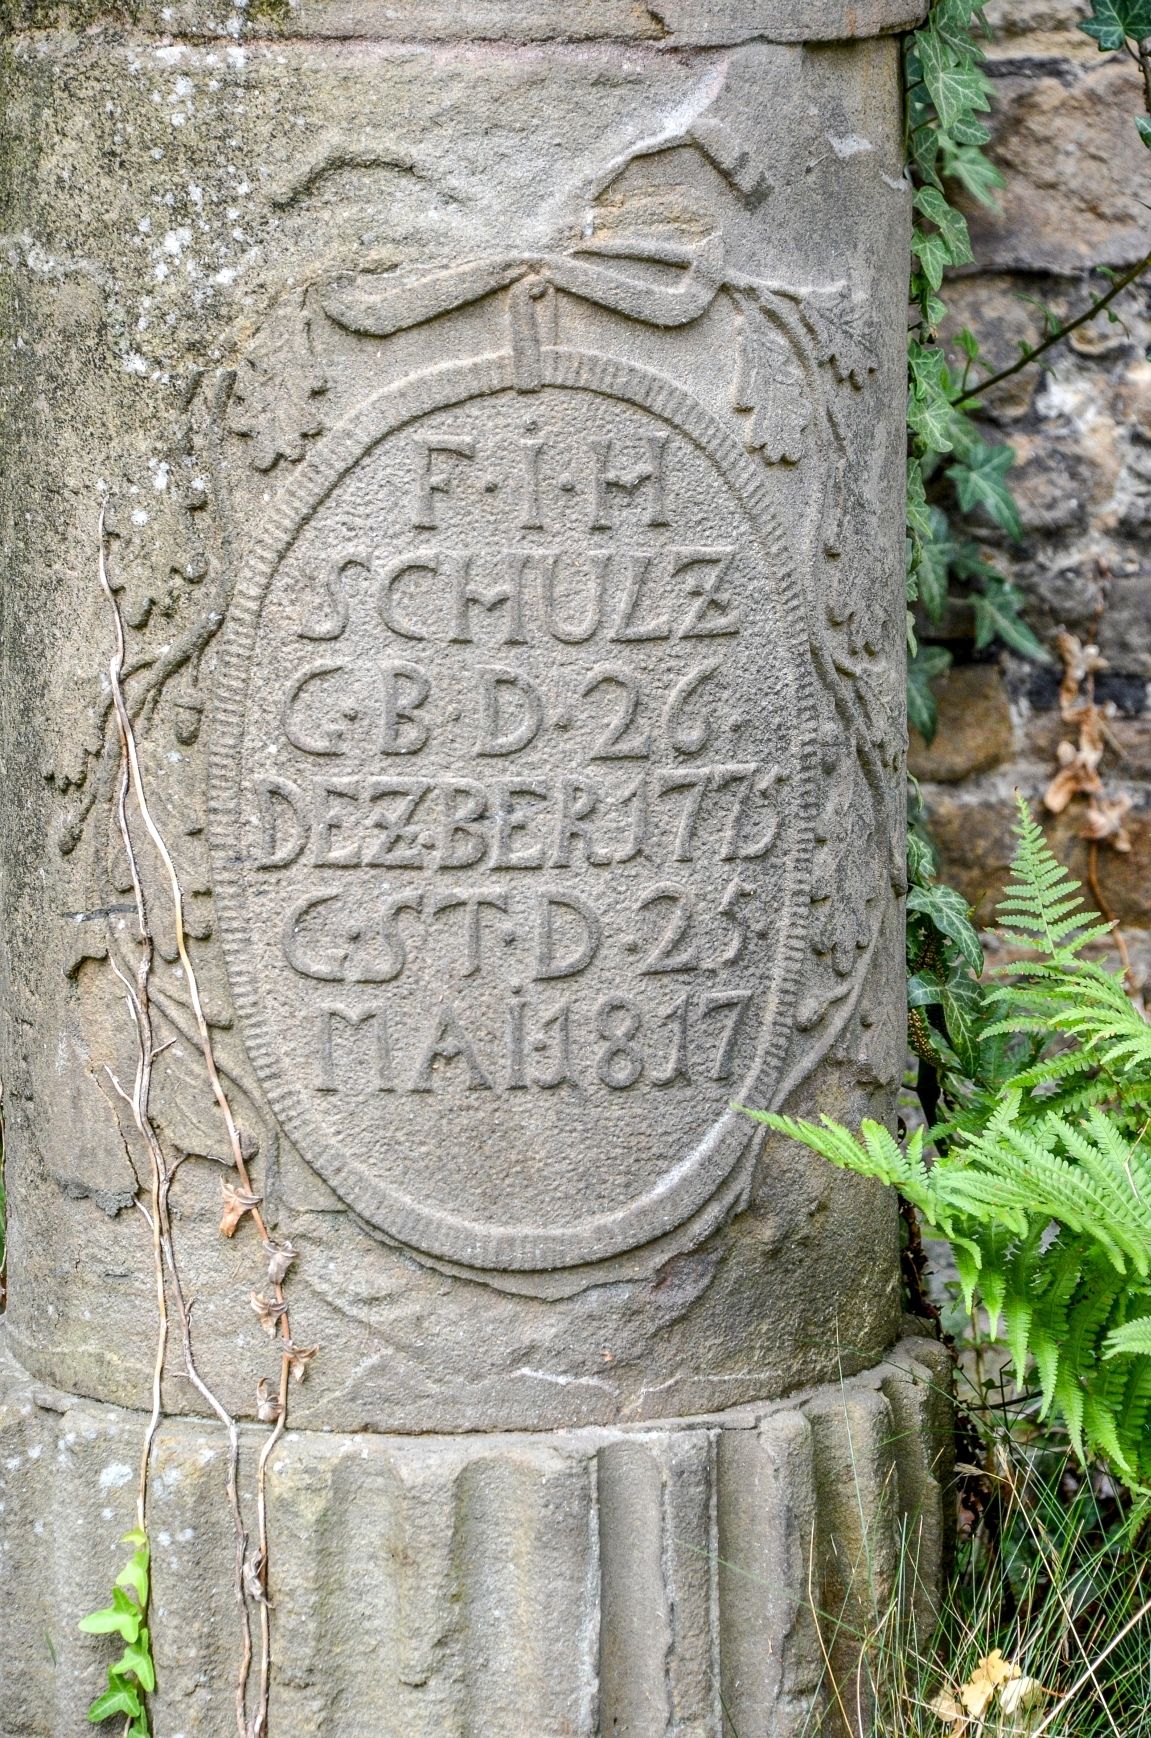 F·I·H
SCHULZ
G·B·D·26·
DEZ.BER.1775
G·ST·D·25·
MAI.1817